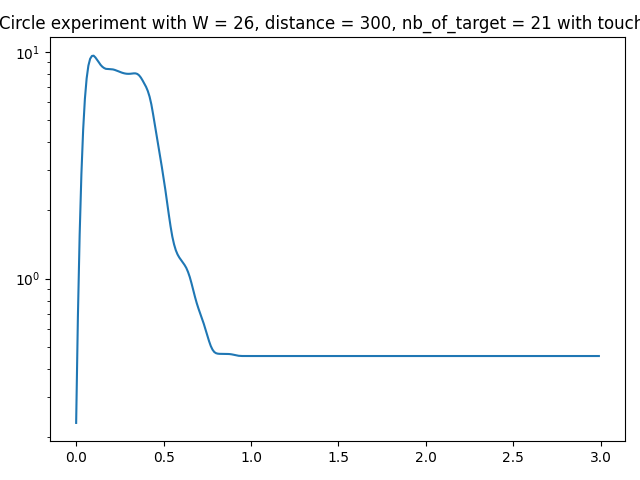 Circle experiment with W = 26, distance = 300, nb_of_target = 21 with touch
10¹
10⁰
0.0 0.5 1.0 1.5 2.0 2.5 3.0